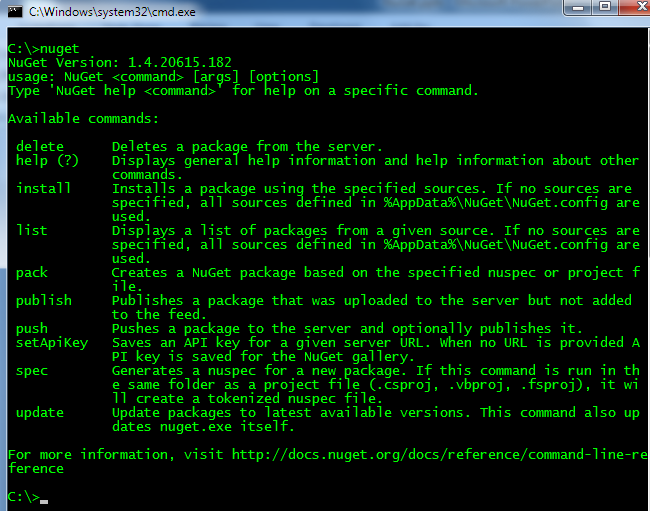 C:\Windows\system32\cmd.exe
C:\>nuget
NuGet Version: 1.4.20615.182
usage: NuGet <command> [args] [options]
Type 'NuGet help <command>' for help on a specific command.
Available commands:
delete      Deletes a package from the server.
help (?)    Displays general help information and help information about other
commands.
install     Installs a package using the specified sources. If no sources are
specified, all sources defined in %AppData%\NuGet\NuGet.config are
used.
list        Displays a list of packages from a given source. If no sources are
specified, all sources defined in %AppData%\NuGet\NuGet.config are
used.
pack        Creates a NuGet package based on the specified nuspec or project f
ile.
publish     Publishes a package that was uploaded to the server but not added
to the feed.
push        Pushes a package to the server and optionally publishes it.
setApiKey   Saves an API key for a given server URL. When no URL is provided A
PI key is saved for the NuGet gallery.
spec        Generates a nuspec for a new package. If this command is run in th
e same folder as a project file (.csproj, .vbproj, .fsproj), it wi
ll create a tokenized nuspec file.
update      Update packages to latest available versions. This command also up
dates nuget.exe itself.
For more information, visit http://docs.nuget.org/docs/reference/command-line-re
ference
C:\>_